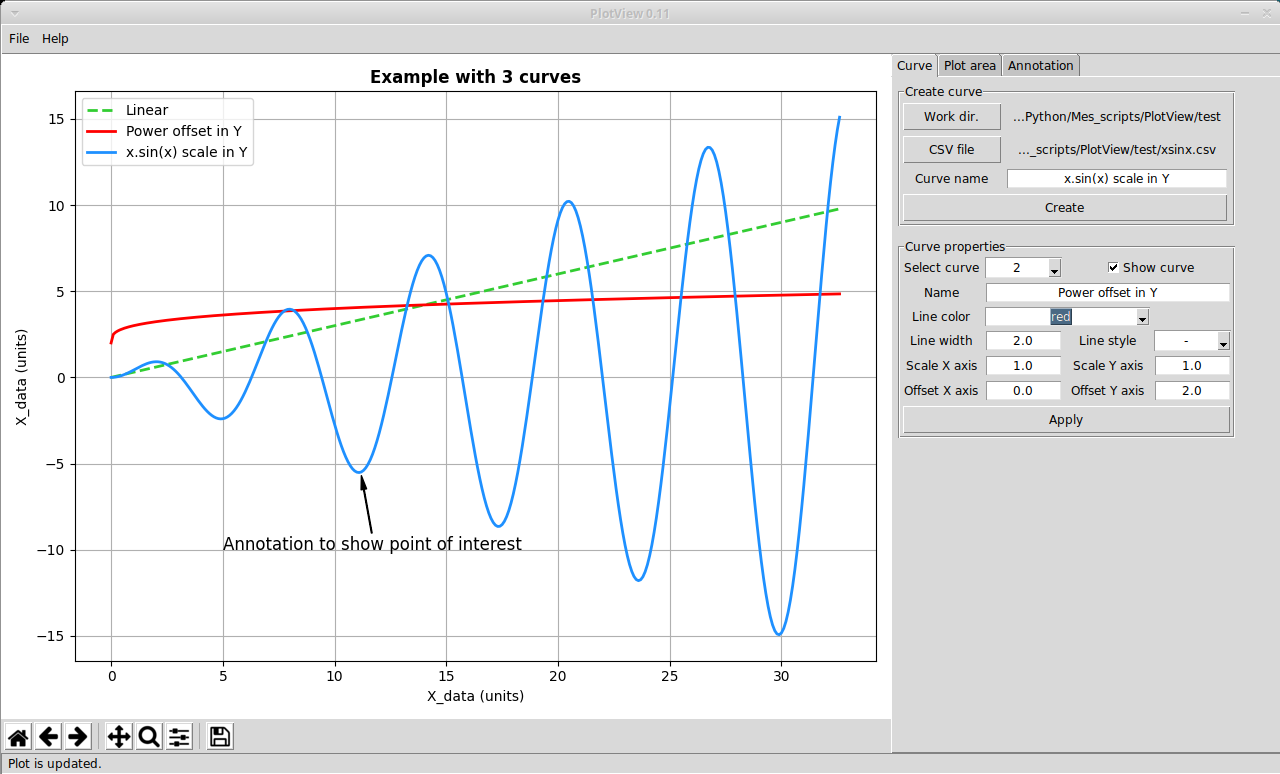 PlotView 0.11
File Help
Example with 3 curves
Linear
Power offset in Y
x.sin(x) scale in Y
15
10
5
0
−5
−10
−15
X_data (units)
Annotation to show point of interest
0 5 10 15 20 25 30
X_data (units)
Curve Plot area Annotation
Create curve
Work dir. ...Python/Mes_scripts/PlotView/test
CSV file ..._scripts/PlotView/test/xsinx.csv
Curve name x.sin(x) scale in Y
Create
Curve properties
Select curve 2 Show curve
Name Power offset in Y
Line color red
Line width 2.0 Line style -
Scale X axis 1.0 Scale Y axis 1.0
Offset X axis 0.0 Offset Y axis 2.0
Apply
Plot is updated.